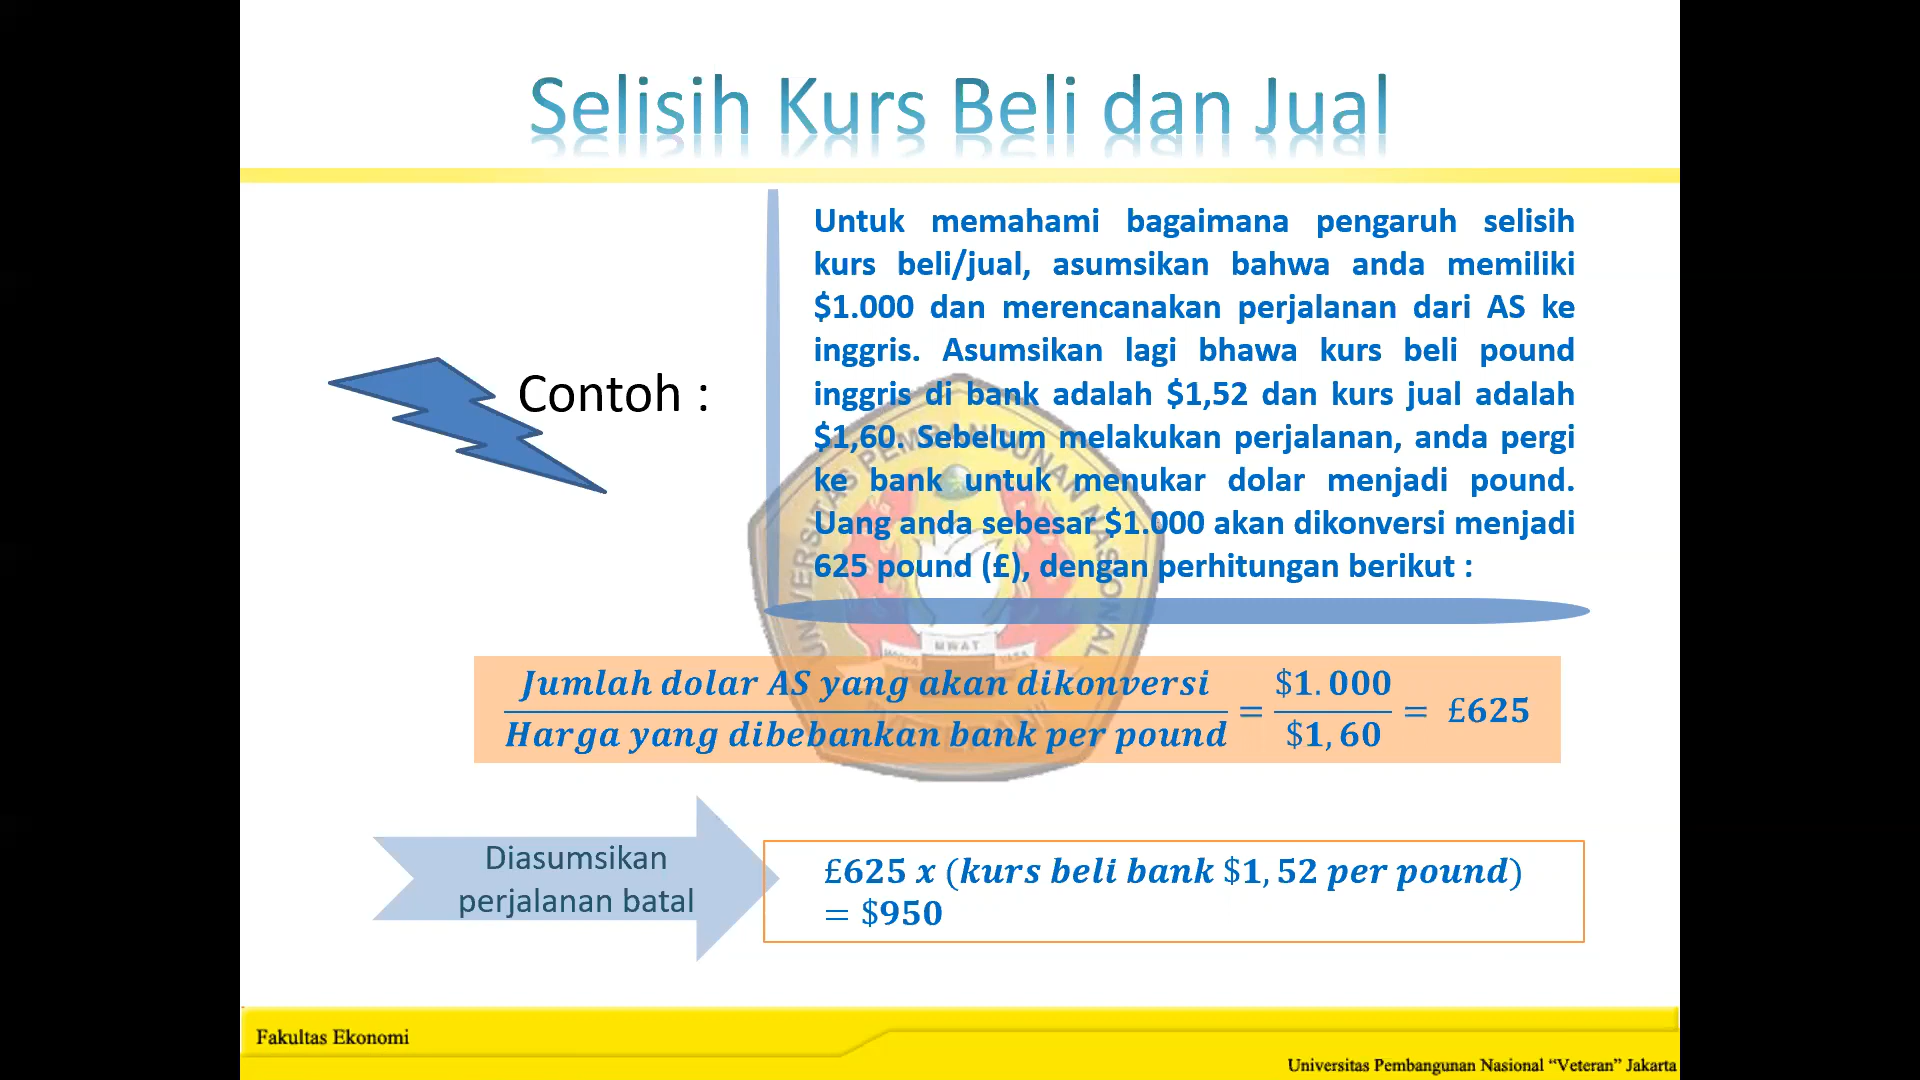 Selisih Kurs Beli dan Jual
Contoh :
Untuk memahami bagaimana pengaruh selisih
kurs beli/jual, asumsikan bahwa anda memiliki
$1.000 dan merencanakan perjalanan dari AS ke
inggris. Asumsikan lagi bhawa kurs beli pound
inggris di bank adalah $1,52 dan kurs jual adalah
$1,60. Sebelum melakukan perjalanan, anda pergi
ke bank untuk menukar dolar menjadi pound.
Uang anda sebesar $1.000 akan dikonversi menjadi
625 pound (£), dengan perhitungan berikut :
UNIVERSITAS PEMBANGUNAN NASIONAL
Jumlah dolar AS yang akan dikonversi / Harga yang dibebankan bank per pound = $1.000 / $1,60 = £625
Diasumsikan
perjalanan batal
£625 x (kurs beli bank $1,52 per pound)
= $950
Fakultas Ekonomi
Universitas Pembangunan Nasional “Veteran” Jakarta